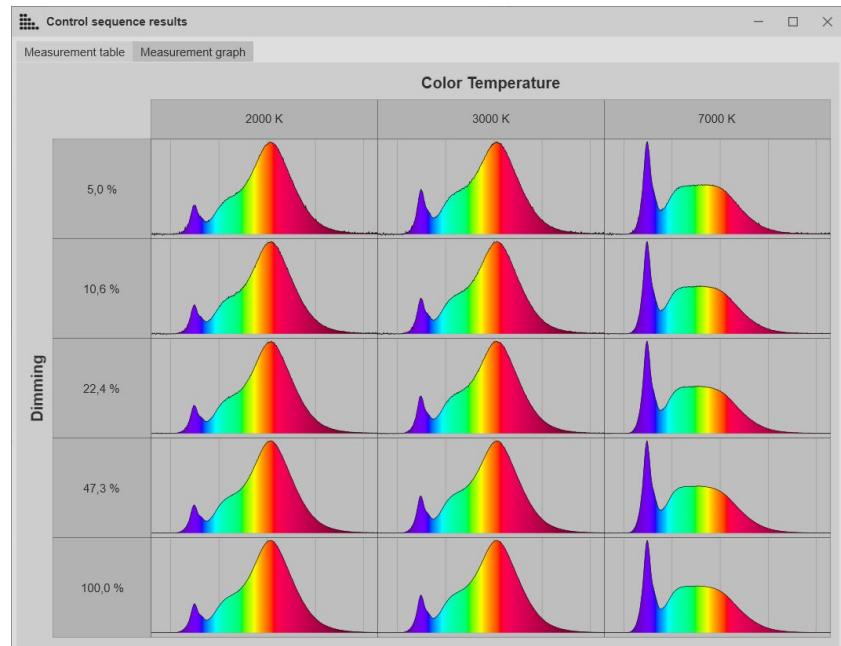 Control sequence results
Measurement table Measurement graph
Color Temperature
2000 K 3000 K 7000 K
Dimming
5,0 %
10,6 %
22,4 %
47,3 %
100,0 %